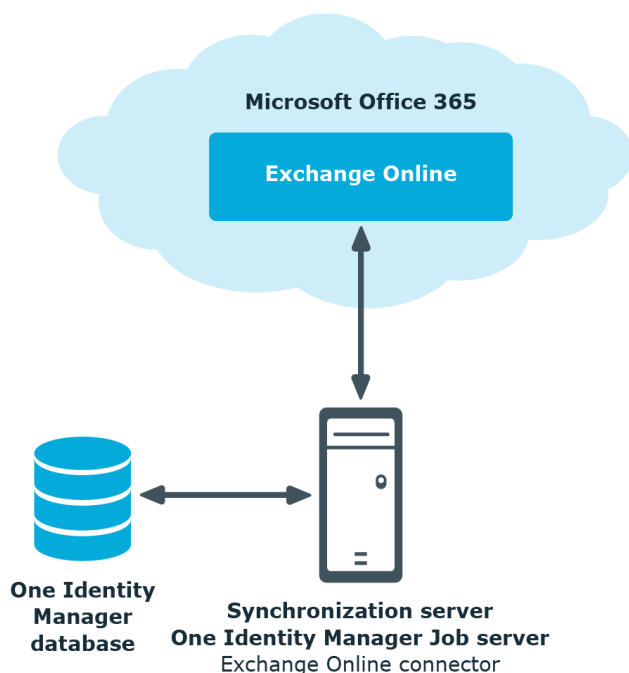 Microsoft Office 365
Exchange Online
One Identity
Manager
database
Synchronization server
One Identity Manager Job server
Exchange Online connector